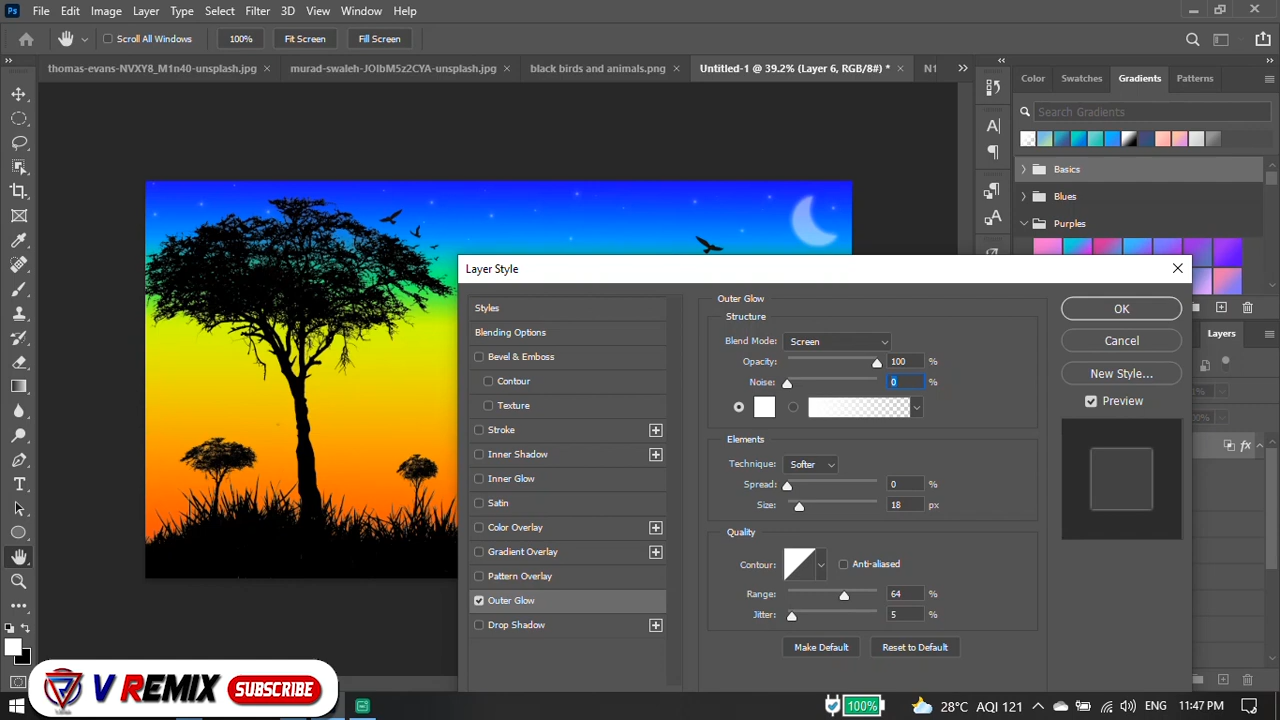 Ps File Edit Image Layer Type Select Filter 3D View Window Help
Scroll All Windows 100% Fit Screen Fill Screen
thomas-evans-NVXY8_M1n40-unsplash.jpg × murad-swaleh-JOIbM5z2CYA-unsplash.jpg × black birds and animals.png × Untitled-1 @ 39.2% (Layer 6, RGB/8#) * × N1
Color Swatches Gradients Patterns
Search Gradients
Basics
Blues
Purples
Layer Style
Styles
Blending Options
Bevel & Emboss
Contour
Texture
Stroke
Inner Shadow
Inner Glow
Satin
Color Overlay
Gradient Overlay
Pattern Overlay
Outer Glow
Drop Shadow
Outer Glow
Structure
Blend Mode: Screen
Opacity: 100 %
Noise: 0 %
Elements
Technique: Softer
Spread: 0 %
Size: 18 px
Quality
Contour: Anti-aliased
Range: 64 %
Jitter: 5 %
Make Default Reset to Default
OK
Cancel
New Style...
Preview
Layers
fx
V REMIX SUBSCRIBE
100% 28°C AQI 121 ENG 11:47 PM